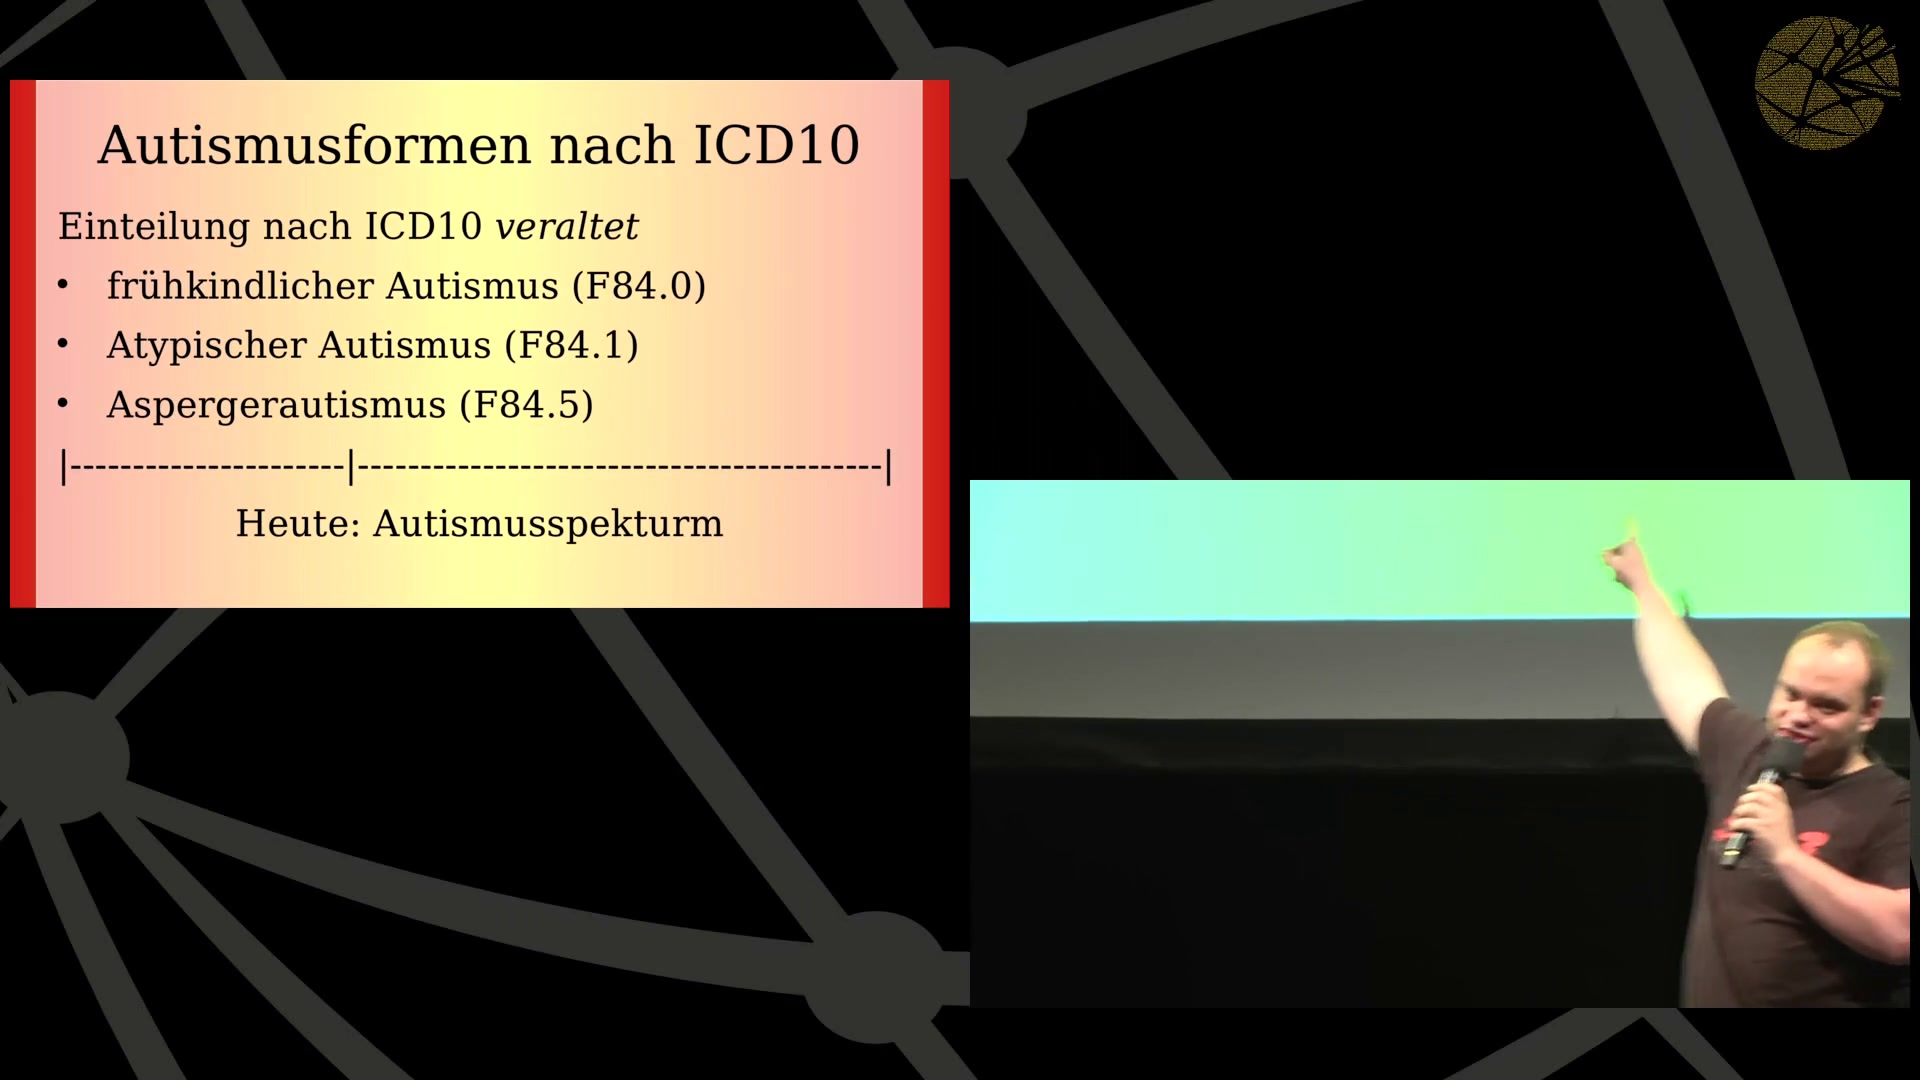 Autismusformen nach ICD10
Einteilung nach ICD10 veraltet
• frühkindlicher Autismus (F84.0)
• Atypischer Autismus (F84.1)
• Aspergerautismus (F84.5)
|----------------------|------------------------------------------|
Heute: Autismusspekturm